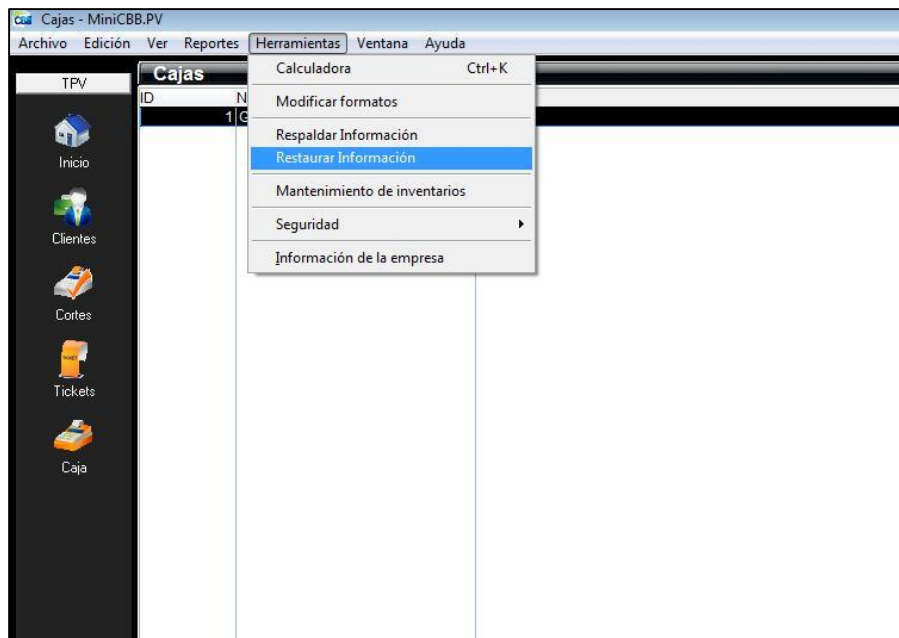 CBB Cajas - MiniCBB.PV
Archivo Edición Ver Reportes Herramientas Ventana Ayuda
TPV
Cajas
ID N
1 G
Calculadora Ctrl+K
Modificar formatos
Respaldar Información
Restaurar Información
Mantenimiento de inventarios
Seguridad
Información de la empresa
Inicio
Clientes
Cortes
Tickets
Caja